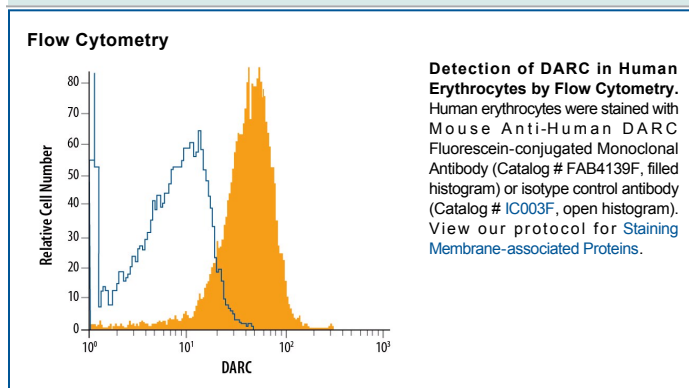 Flow Cytometry
Relative Cell Number
80
70
60
50
40
30
20
10
0
10⁰
10¹
10²
10³
DARC
Detection of DARC in Human
Erythrocytes by Flow Cytometry.
Human erythrocytes were stained with
Mouse Anti-Human DARC
Fluorescein-conjugated Monoclonal
Antibody (Catalog # FAB4139F, filled
histogram) or isotype control antibody
(Catalog # IC003F, open histogram).
View our protocol for Staining
Membrane-associated Proteins.